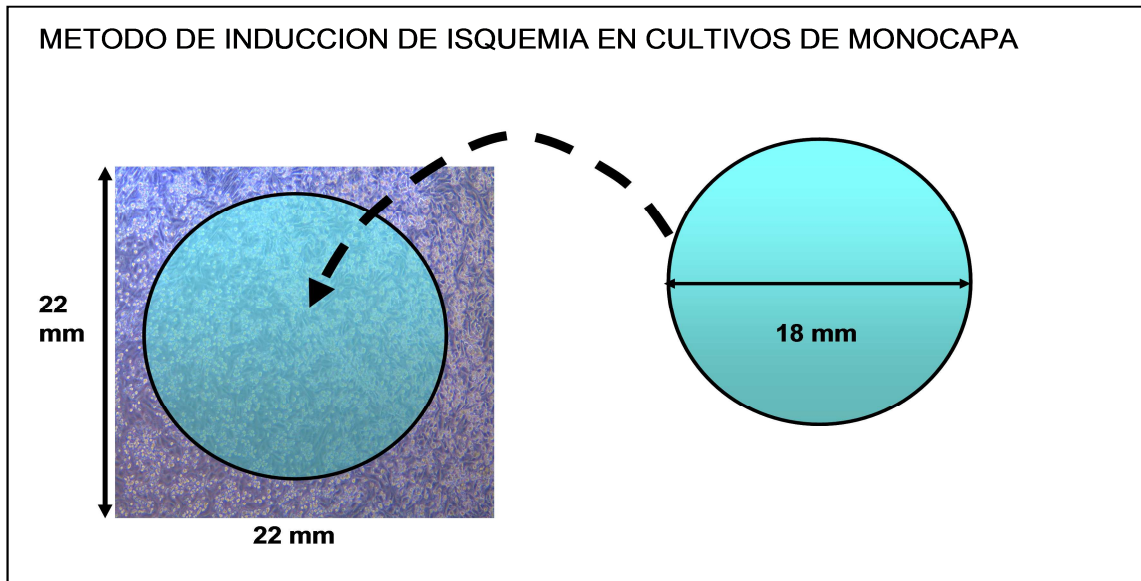 METODO DE INDUCCION DE ISQUEMIA EN CULTIVOS DE MONOCAPA
22
mm
18 mm
22 mm